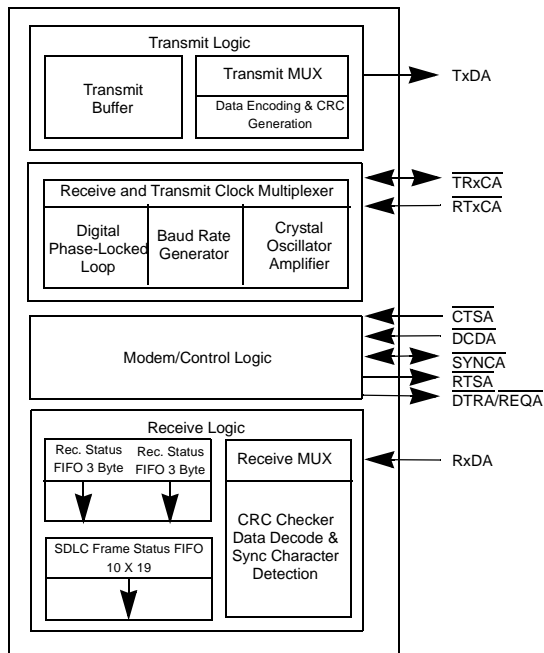 Transmit Logic
Transmit
Buffer
Transmit MUX
Data Encoding & CRC
Generation
TxDA
Receive and Transmit Clock Multiplexer
Digital
Phase-Locked
Loop
Baud Rate
Generator
Crystal
Oscillator
Amplifier
TRxCA
RTxCA
Modem/Control Logic
CTSA
DCDA
SYNCA
RTSA
DTRA/REQA
Receive Logic
Rec. Status
FIFO 3 Byte
Rec. Status
FIFO 3 Byte
Receive MUX
CRC Checker
Data Decode &
Sync Character
Detection
SDLC Frame Status FIFO
10 X 19
RxDA